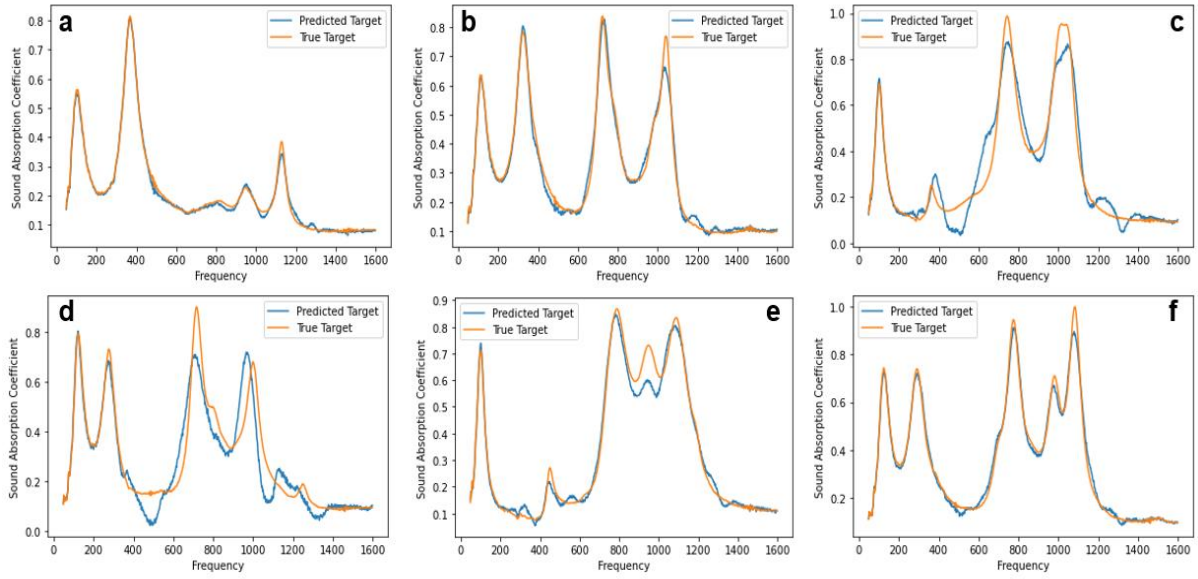 a
Predicted Target
True Target
Sound Absorption Coefficient
0.8
0.7
0.6
0.5
0.4
0.3
0.2
0.1
0 200 400 600 800 1000 1200 1400 1600
Frequency
b
Predicted Target
True Target
Sound Absorption Coefficient
0.8
0.7
0.6
0.5
0.4
0.3
0.2
0.1
0 200 400 600 800 1000 1200 1400 1600
Frequency
c
Predicted Target
True Target
Sound Absorption Coefficient
1.0
0.8
0.6
0.4
0.2
0.0
0 200 400 600 800 1000 1200 1400 1600
Frequency
d
Predicted Target
True Target
Sound Absorption Coefficient
0.8
0.6
0.4
0.2
0.0
0 200 400 600 800 1000 1200 1400 1600
Frequency
e
Predicted Target
True Target
Sound Absorption Coefficient
0.9
0.8
0.7
0.6
0.5
0.4
0.3
0.2
0.1
0 200 400 600 800 1000 1200 1400 1600
Frequency
f
Predicted Target
True Target
Sound Absorption Coefficient
1.0
0.8
0.6
0.4
0.2
0 200 400 600 800 1000 1200 1400 1600
Frequency